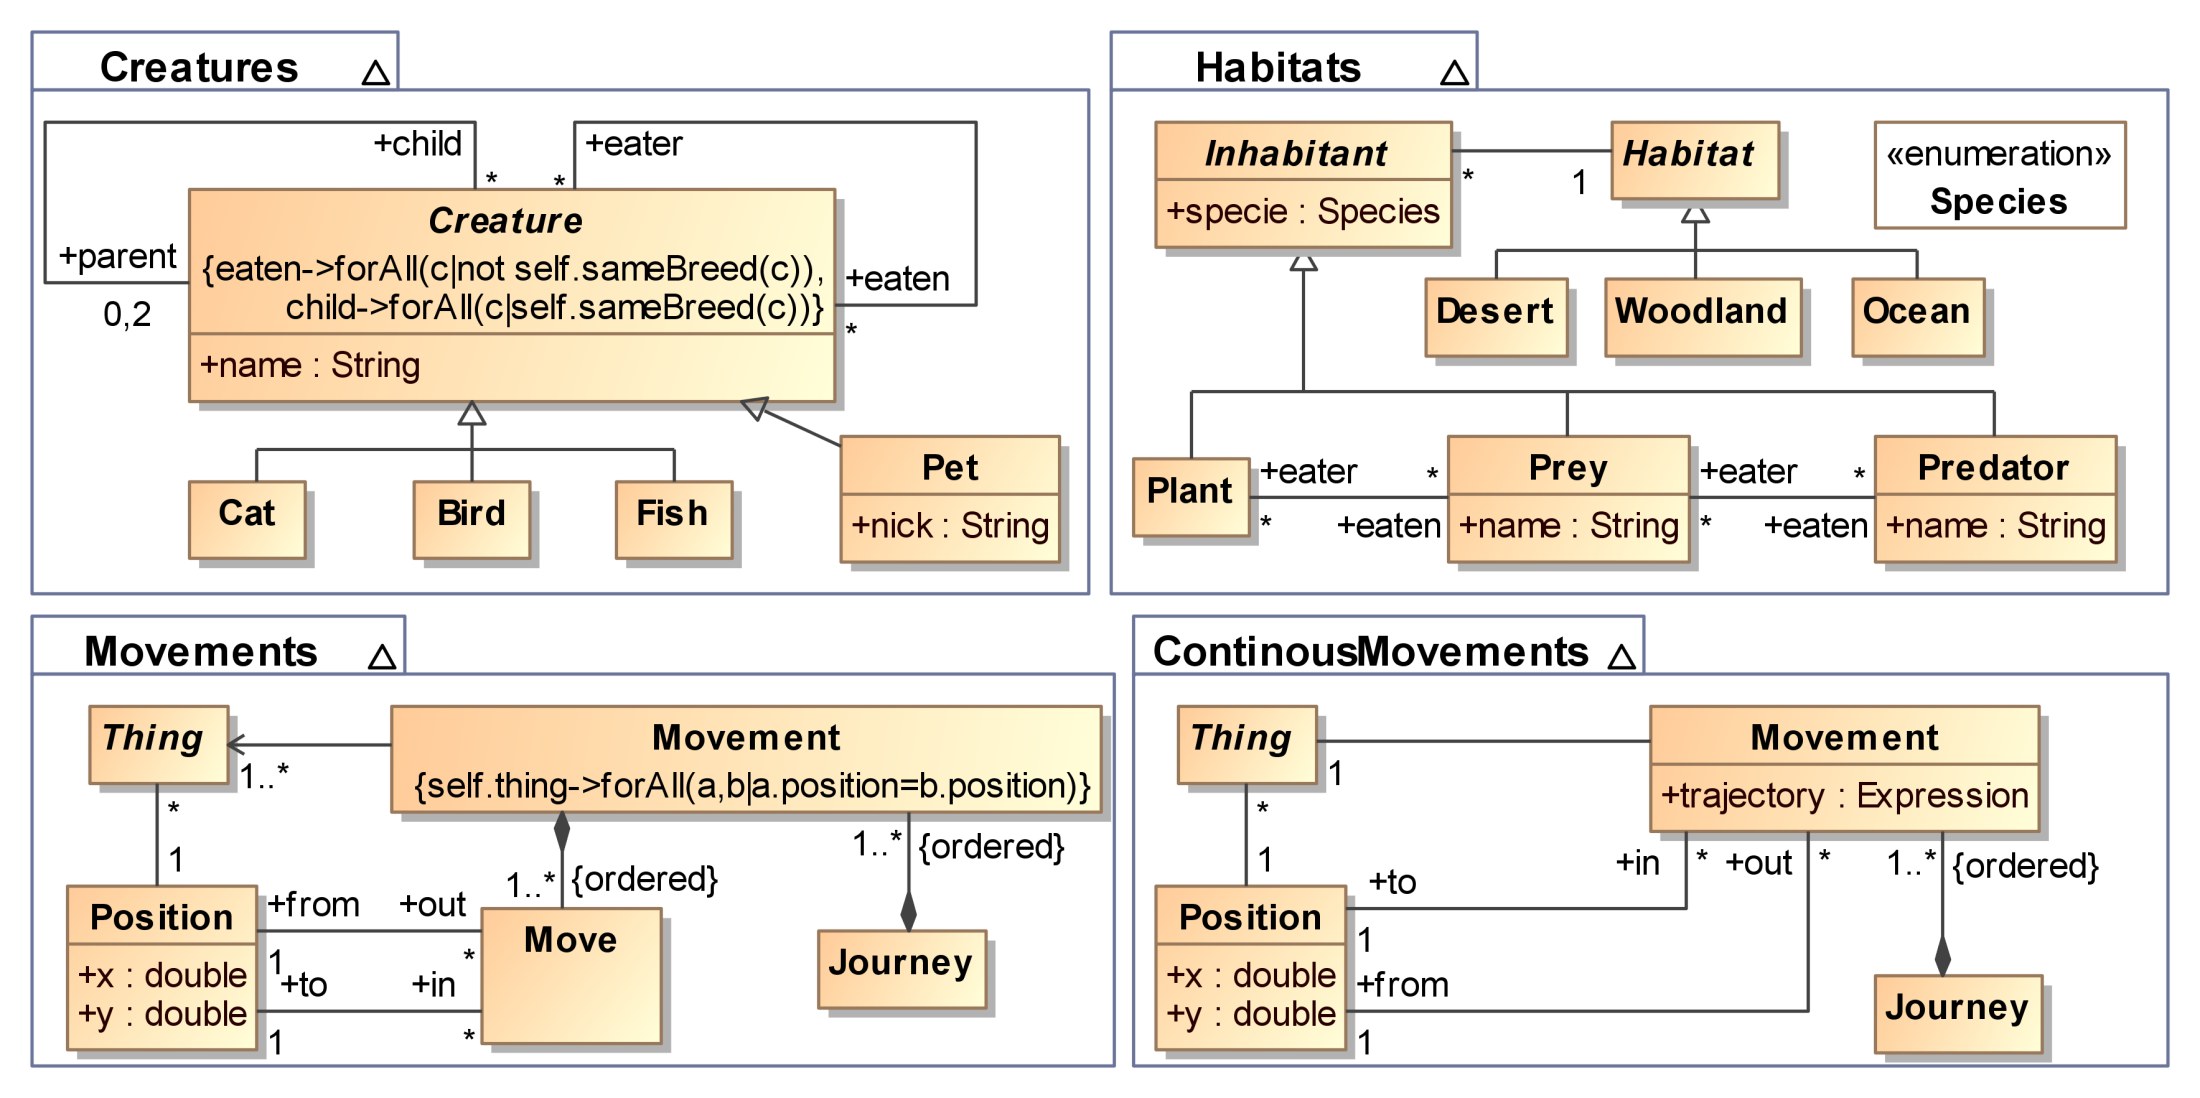 Creatures
+child
+eater
*
*
Creature
+parent
{eaten->forAll(c|not self.sameBreed(c)),
child->forAll(c|self.sameBreed(c))}
+eaten
0,2
*
+name : String
Cat
Bird
Fish
Pet
+nick : String
Habitats
Inhabitant
+specie : Species
*
1
Habitat
«enumeration»
Species
Desert
Woodland
Ocean
Plant
+eater
*
*
+eaten
Prey
+name : String
+eater
*
*
+eaten
Predator
+name : String
Movements
Thing
1..*
Movement
{self.thing->forAll(a,b|a.position=b.position)}
*
1
1..*
{ordered}
1..*
{ordered}
Position
+x : double
+y : double
+from
+out
1
*
+to
+in
1
*
Move
Journey
ContinousMovements
Thing
1
Movement
+trajectory : Expression
*
1
+in
*
+out
*
1..*
{ordered}
+to
1
Position
+x : double
+y : double
+from
1
Journey